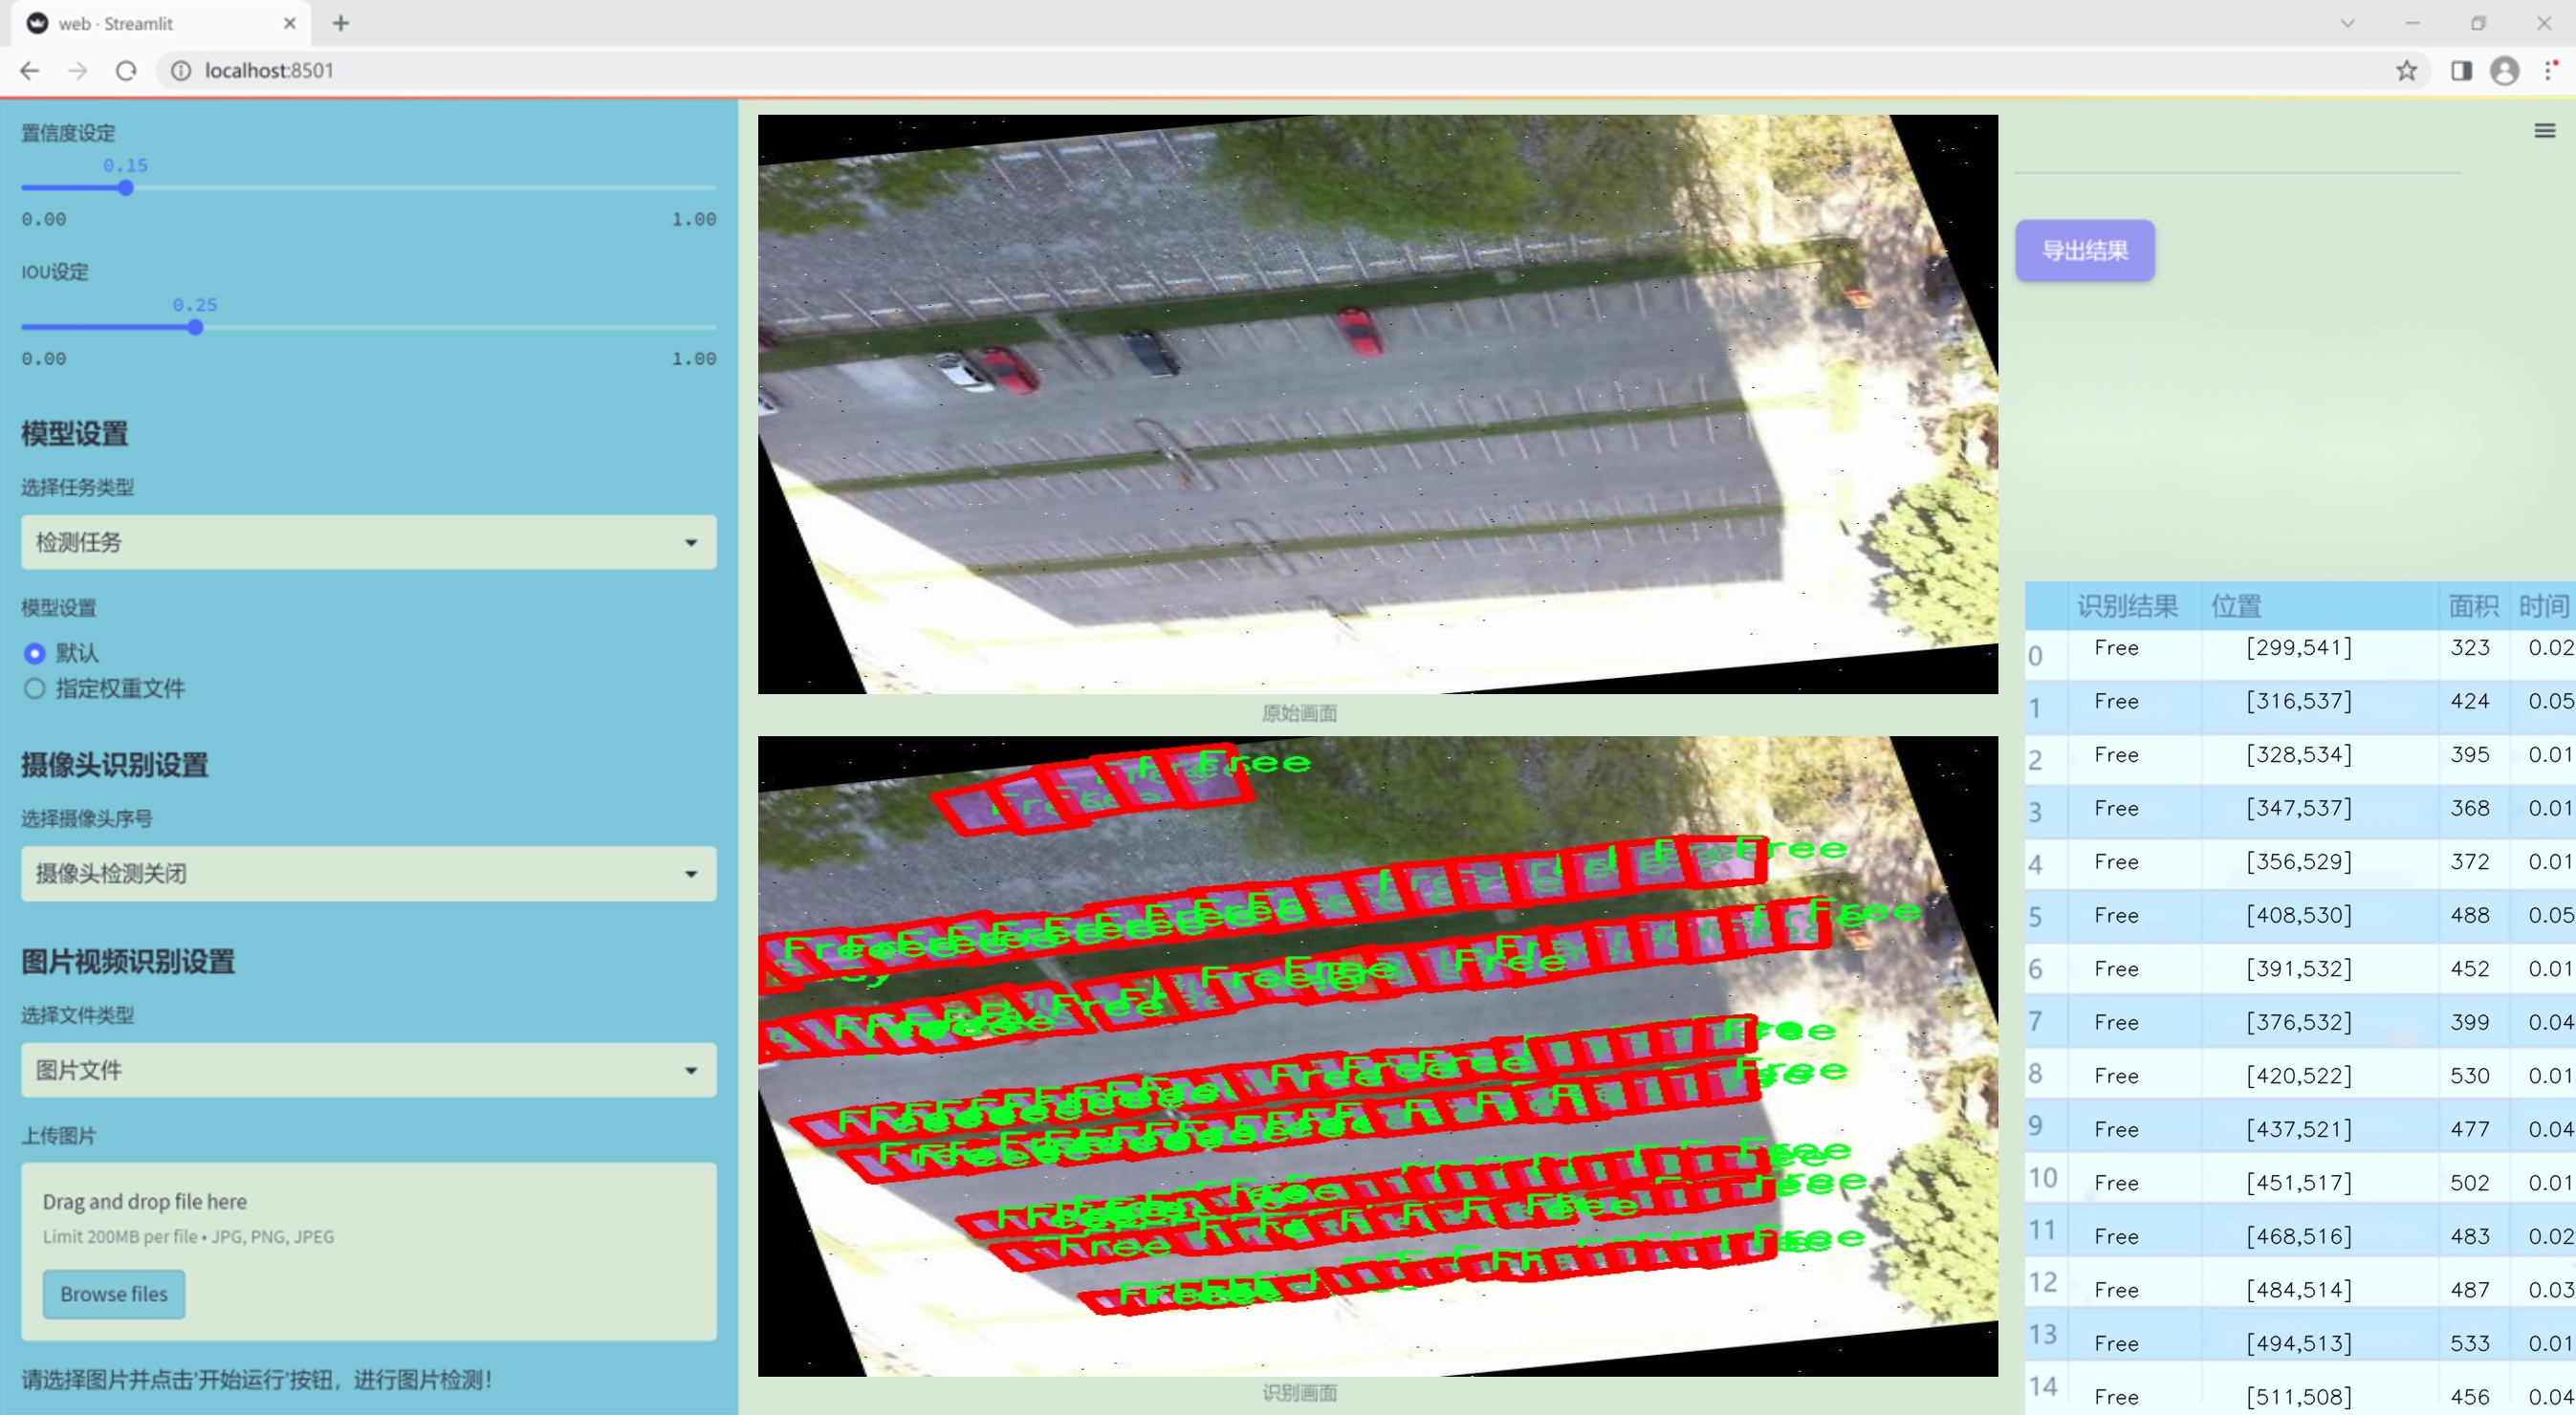 web · Streamlit
localhost:8501
置信度设定
0.15
0.00 1.00
IOU设定
0.25
0.00 1.00
模型设置
选择任务类型
检测任务
模型设置
默认
指定权重文件
摄像头识别设置
选择摄像头序号
摄像头检测关闭
图片视频识别设置
选择文件类型
图片文件
上传图片
Drag and drop file here
Limit 200MB per file • JPG, PNG, JPEG
Browse files
请选择图片并点击'开始运行'按钮，进行图片检测！
原始画面
Free
Free
Free
Free
Free
Free
Free
Free
Free
Free
识别画面
导出结果
识别结果 位置 面积 时间
0 Free [299,541] 323 0.02
1 Free [316,537] 424 0.05
2 Free [328,534] 395 0.01
3 Free [347,537] 368 0.01
4 Free [356,529] 372 0.01
5 Free [408,530] 488 0.05
6 Free [391,532] 452 0.01
7 Free [376,532] 399 0.04
8 Free [420,522] 530 0.01
9 Free [437,521] 477 0.04
10 Free [451,517] 502 0.01
11 Free [468,516] 483 0.02
12 Free [484,514] 487 0.03
13 Free [494,513] 533 0.01
14 Free [511,508] 456 0.04